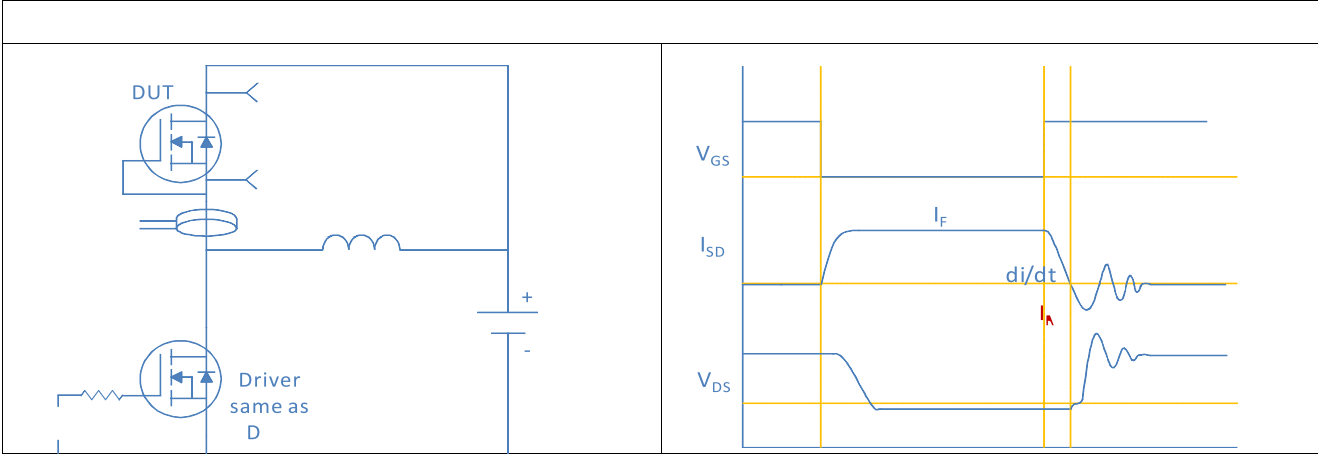 DUT
+
-
Driver
same as
D
VGS
ISD
IF
di/dt
VDS